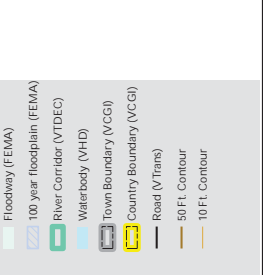 Floodway (FEMA)
100 year floodplain (FEMA)
River Corridor (VTDEC)
Waterbody (VHD)
Town Boundary (VCGI)
Country Boundary (VCGI)
Road (VTrans)
50 Ft. Contour
10 Ft. Contour